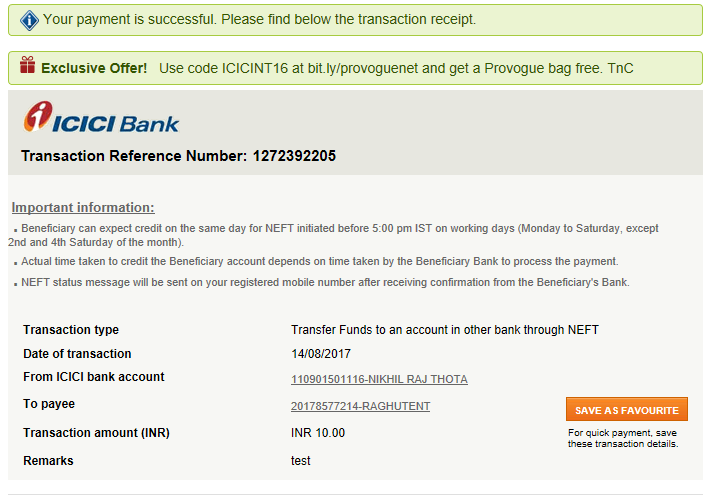 Your payment is successful. Please find below the transaction receipt.
Exclusive Offer! Use code ICICINT16 at bit.ly/provoguenet and get a Provogue bag free. TnC
ICICI Bank
Transaction Reference Number: 1272392205
Important information:
. Beneficiary can expect credit on the same day for NEFT initiated before 5:00 pm IST on working days (Monday to Saturday, except
2nd and 4th Saturday of the month).
. Actual time taken to credit the Beneficiary account depends on time taken by the Beneficiary Bank to process the payment.
. NEFT status message will be sent on your registered mobile number after receiving confirmation from the Beneficiary's Bank.
Transaction type Transfer Funds to an account in other bank through NEFT
Date of transaction 14/08/2017
From ICICI bank account 110901501116-NIKHIL RAJ THOTA
To payee 20178577214-RAGHUTENT
SAVE AS FAVOURITE
Transaction amount (INR) INR 10.00
For quick payment, save
these transaction details.
Remarks test